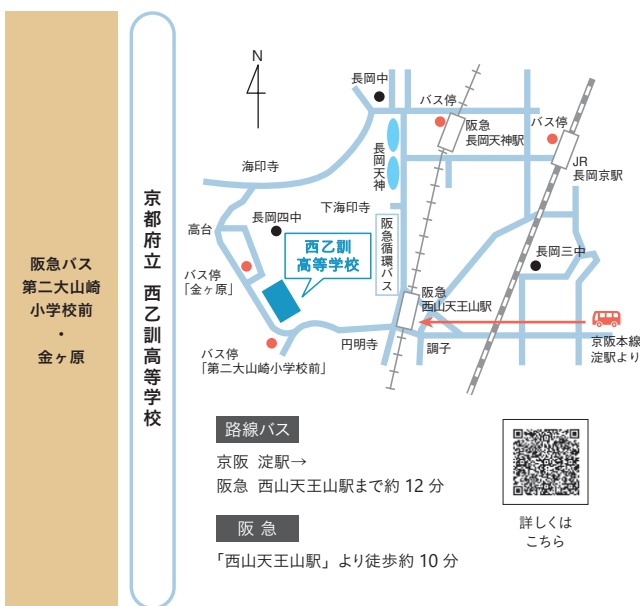 阪急バス
第二大山崎
小学校前
・
金ヶ原
京都府立 西乙訓高等学校
N
長岡中
バス停
阪急
長岡天神駅
バス停
JR
長岡京駅
長岡天神
海印寺
下海印寺
高台
長岡四中
西乙訓
高等学校
阪急循環バス
長岡三中
バス停
「金ヶ原」
阪急
西山天王山駅
京阪本線
淀駅より
円明寺
調子
バス停
「第二大山崎小学校前」
路線バス
京阪 淀駅→
阪急 西山天王山駅まで約 12 分
阪 急
「西山天王山駅」より徒歩約 10 分
詳しくは
こちら